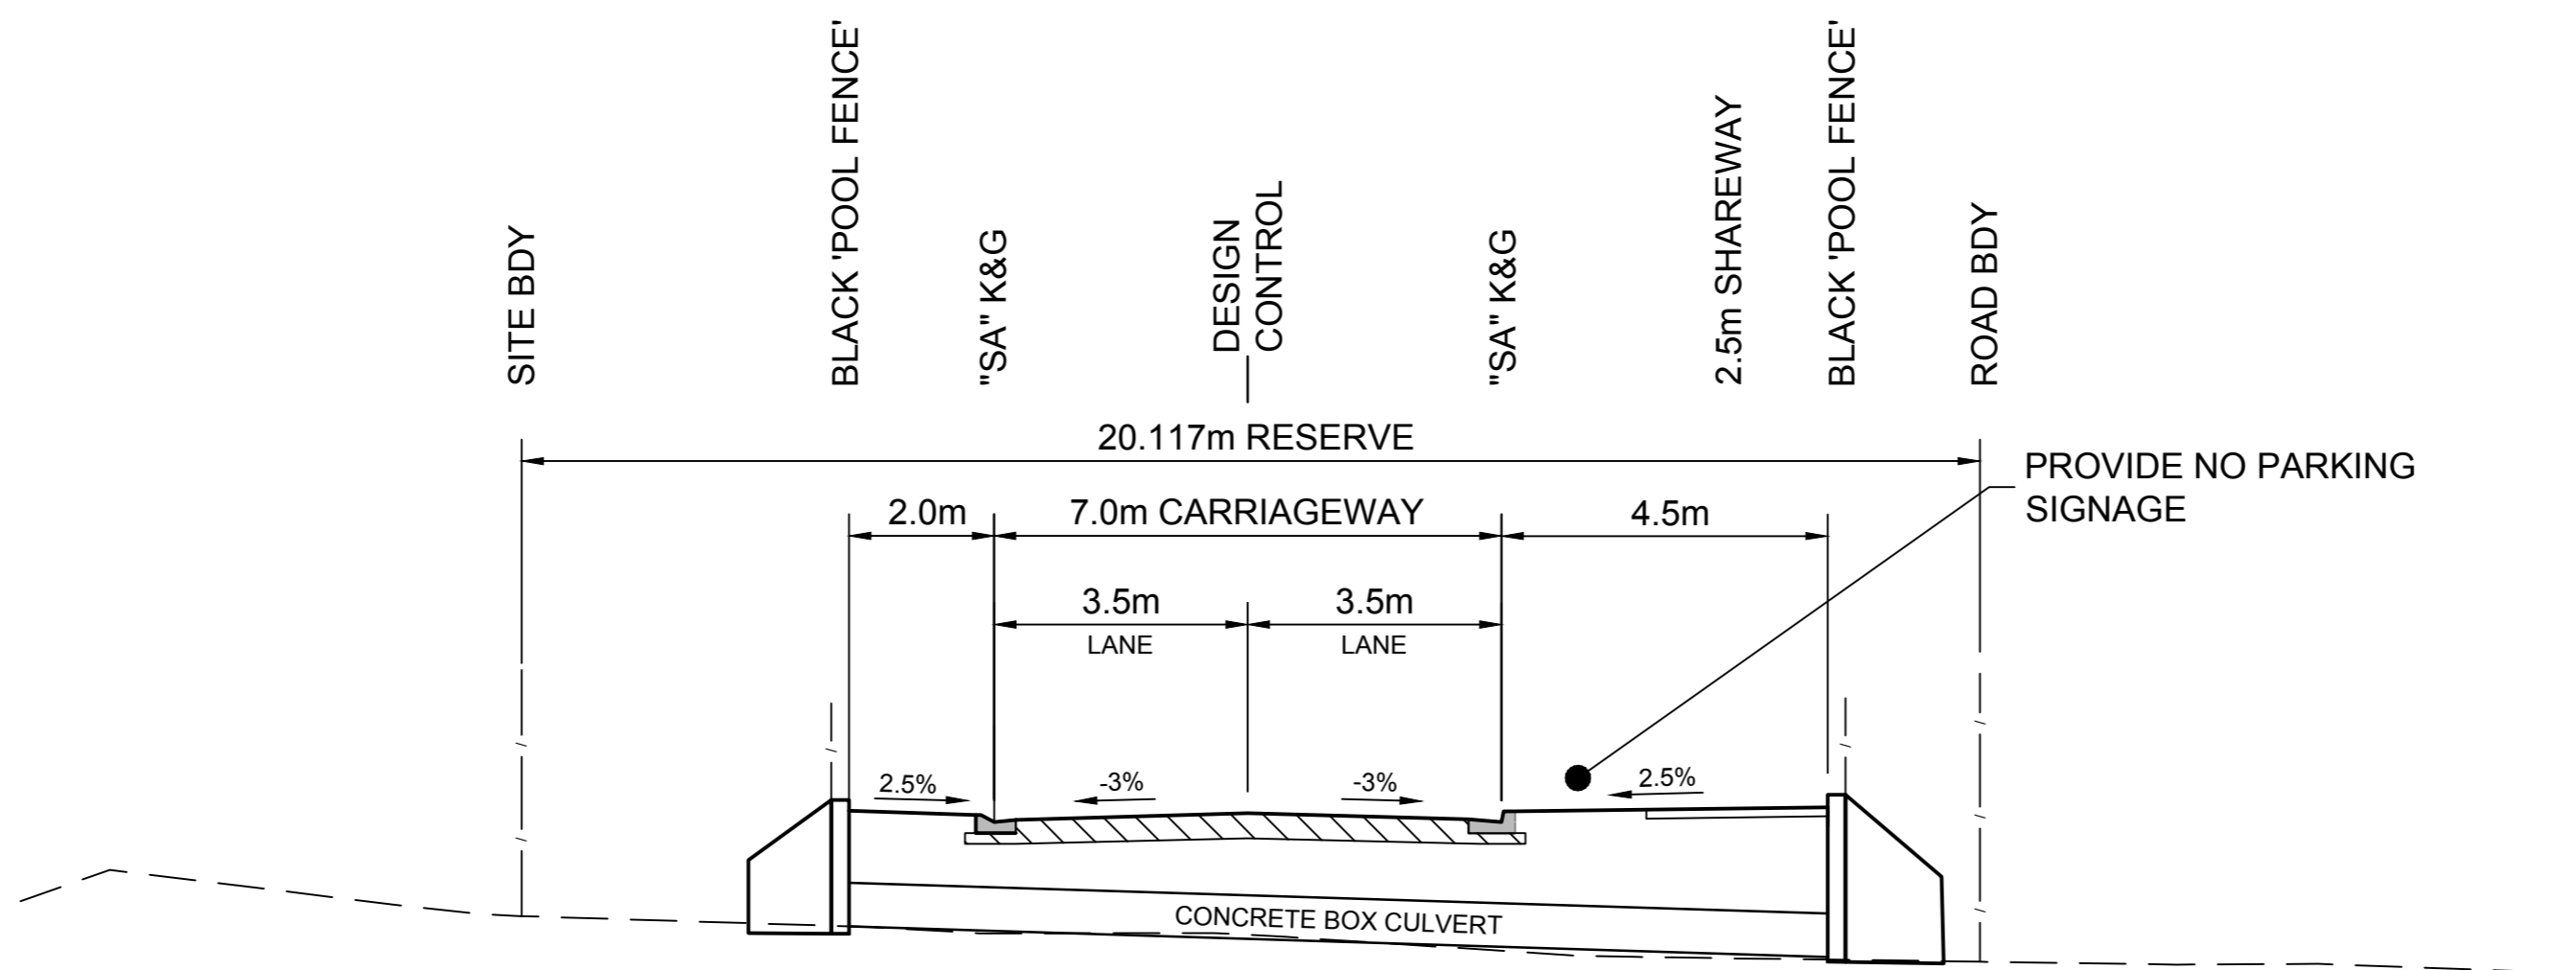 SITE BDY
BLACK 'POOL FENCE'
"SA" K&G
DESIGN
CONTROL
"SA" K&G
2.5m SHAREWAY
BLACK 'POOL FENCE'
ROAD BDY
20.117m RESERVE
PROVIDE NO PARKING
SIGNAGE
2.0m
7.0m CARRIAGEWAY
4.5m
3.5m
LANE
3.5m
LANE
2.5%
-3%
-3%
2.5%
CONCRETE BOX CULVERT